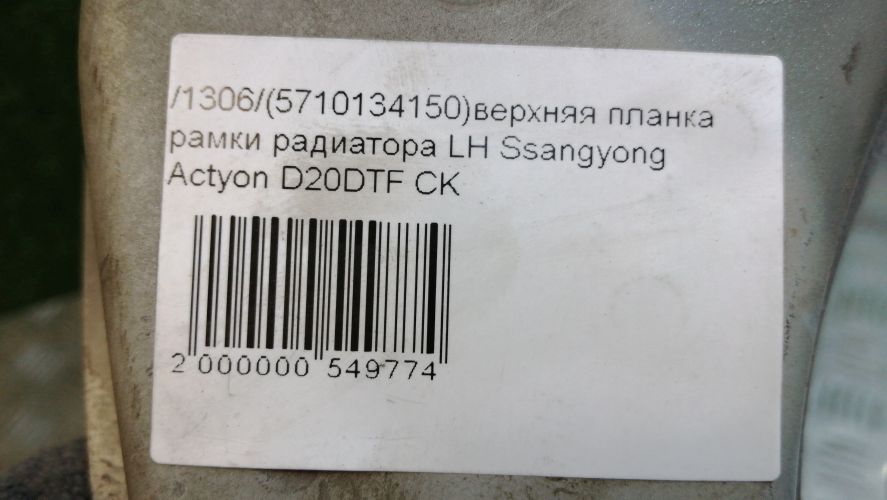 /1306/(5710134150)верхняя планка
рамки радиатора LH Ssangyong
Actyon D20DTF CK
2 000000 549774